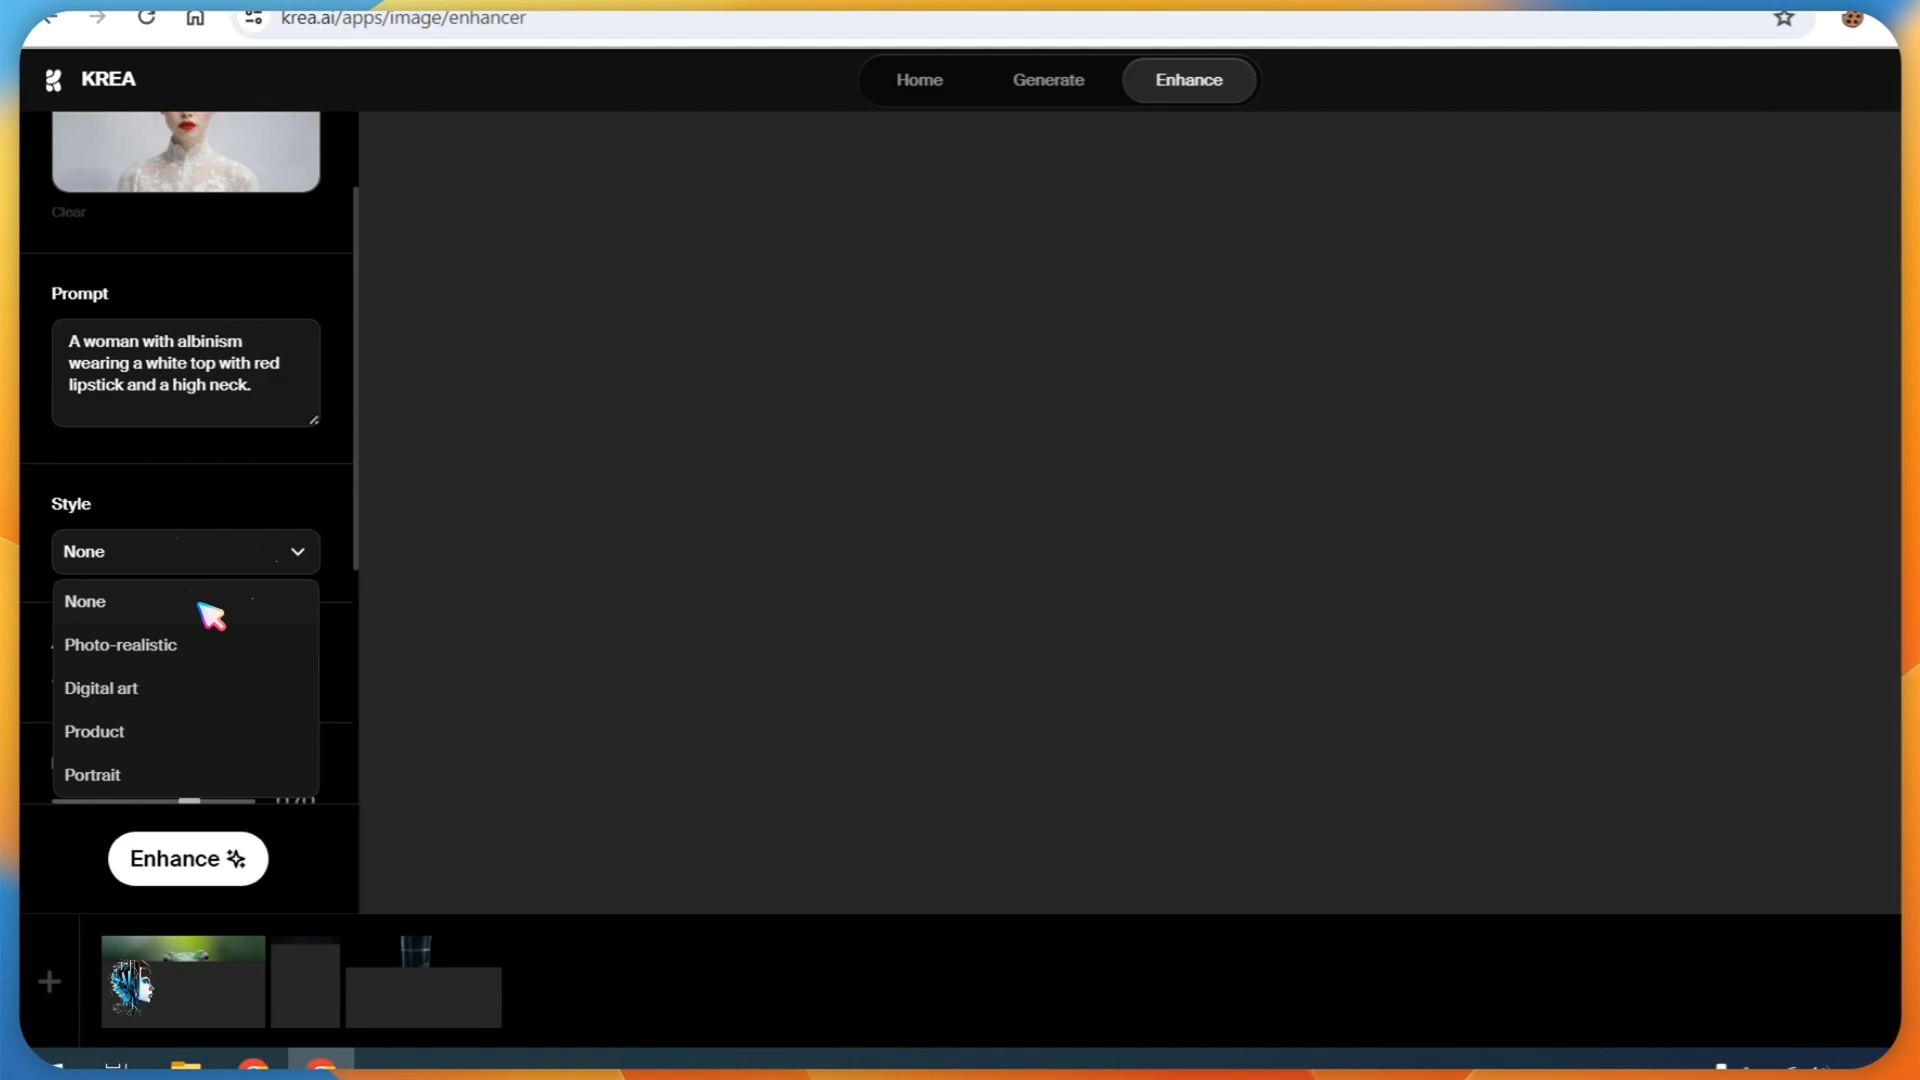 krea.ai/apps/image/enhancer
KREA
Home
Generate
Enhance
Clear
Prompt
A woman with albinism
wearing a white top with red
lipstick and a high neck.
Style
None
None
Photo-realistic
Digital art
Product
Portrait
Enhance